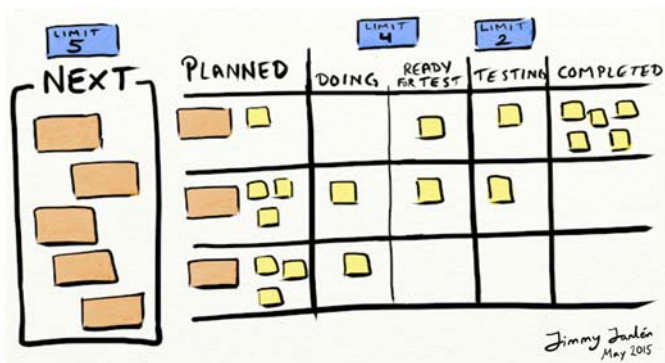 LIMIT
5
LIMIT
4
LIMIT
2
NEXT
PLANNED
DOING
READY
FOR TEST
TESTING
COMPLETED
Jimmy Janlén
May 2015